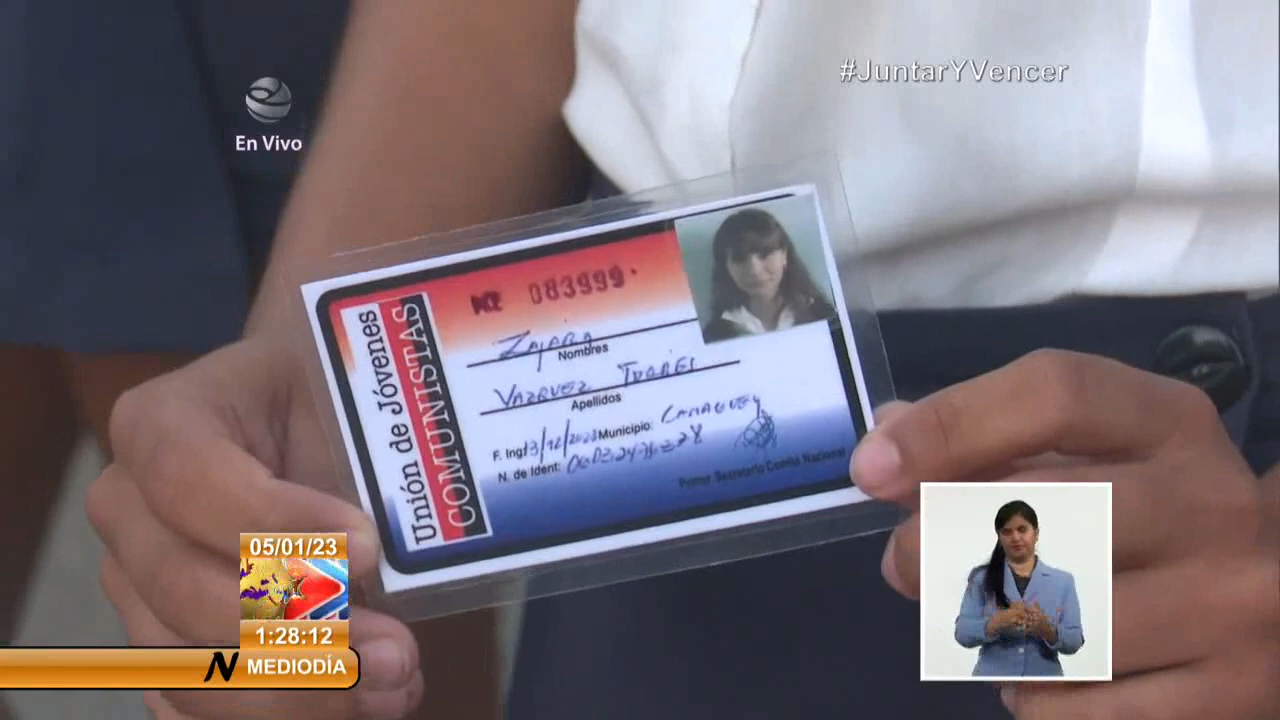 #JuntarYVencer
En Vivo
083999
Unión de Jóvenes
COMUNISTAS
Nombres
VAZQUEZ
Apellidos
F. Ing: Municipio: CAMAGUEY
N. de Ident:
Primer Secretario Comité Nacional
05/01/23
1:28:12
N MEDIODÍA